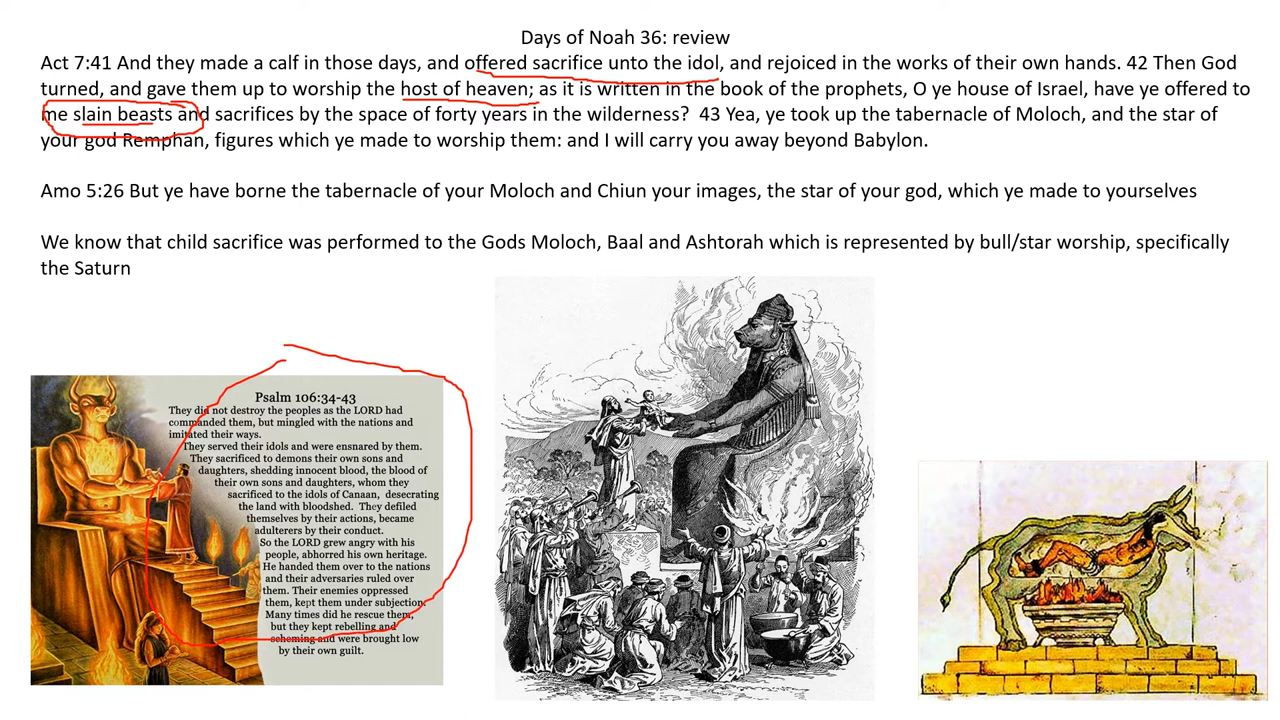 Days of Noah 36: review
Act 7:41 And they made a calf in those days, and offered sacrifice unto the idol, and rejoiced in the works of their own hands. 42 Then God
turned, and gave them up to worship the host of heaven; as it is written in the book of the prophets, O ye house of Israel, have ye offered to
me slain beasts and sacrifices by the space of forty years in the wilderness?  43 Yea, ye took up the tabernacle of Moloch, and the star of
your god Remphan, figures which ye made to worship them: and I will carry you away beyond Babylon.
Amo 5:26 But ye have borne the tabernacle of your Moloch and Chiun your images, the star of your god, which ye made to yourselves
We know that child sacrifice was performed to the Gods Moloch, Baal and Ashtorah which is represented by bull/star worship, specifically
the Saturn
Psalm 106:34-43
They did not destroy the peoples as the LORD had
commanded them, but mingled with the nations and
imitated their ways.
They served their idols and were ensnared by them.
They sacrificed to demons their own sons and
daughters, shedding innocent blood, the blood of
their own sons and daughters, whom they
sacrificed to the idols of Canaan, desecrating
the land with bloodshed. They defiled
themselves by their actions, became
adulterers by their conduct.
So the LORD grew angry with his
people, abhorred his own heritage.
He handed them over to the nations
and their adversaries ruled over
them. Their enemies oppressed
them, kept them under subjection.
Many times did he rescue them,
but they kept rebelling and
scheming and were brought low
by their own guilt.